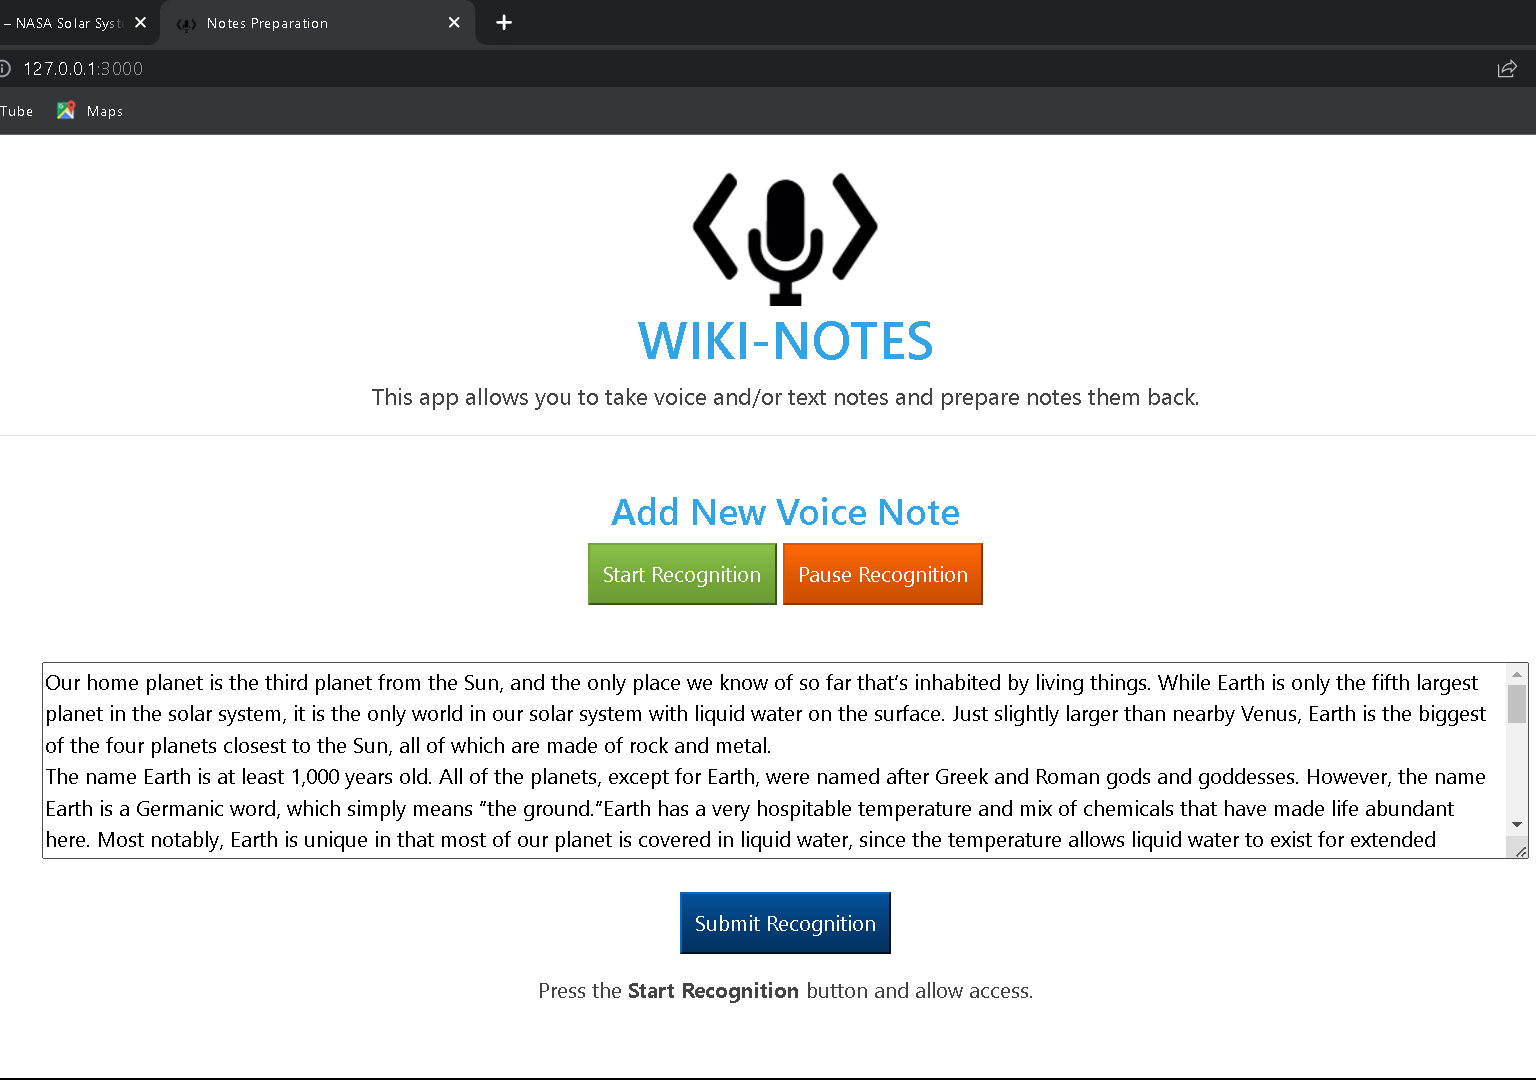 – NASA Solar Syst
Notes Preparation
127.0.0.1:3000
Tube
Maps
WIKI-NOTES
This app allows you to take voice and/or text notes and prepare notes them back.
Add New Voice Note
Start Recognition
Pause Recognition
Our home planet is the third planet from the Sun, and the only place we know of so far that’s inhabited by living things. While Earth is only the fifth largest
planet in the solar system, it is the only world in our solar system with liquid water on the surface. Just slightly larger than nearby Venus, Earth is the biggest
of the four planets closest to the Sun, all of which are made of rock and metal.
The name Earth is at least 1,000 years old. All of the planets, except for Earth, were named after Greek and Roman gods and goddesses. However, the name
Earth is a Germanic word, which simply means “the ground.”Earth has a very hospitable temperature and mix of chemicals that have made life abundant
here. Most notably, Earth is unique in that most of our planet is covered in liquid water, since the temperature allows liquid water to exist for extended
Submit Recognition
Press the Start Recognition button and allow access.